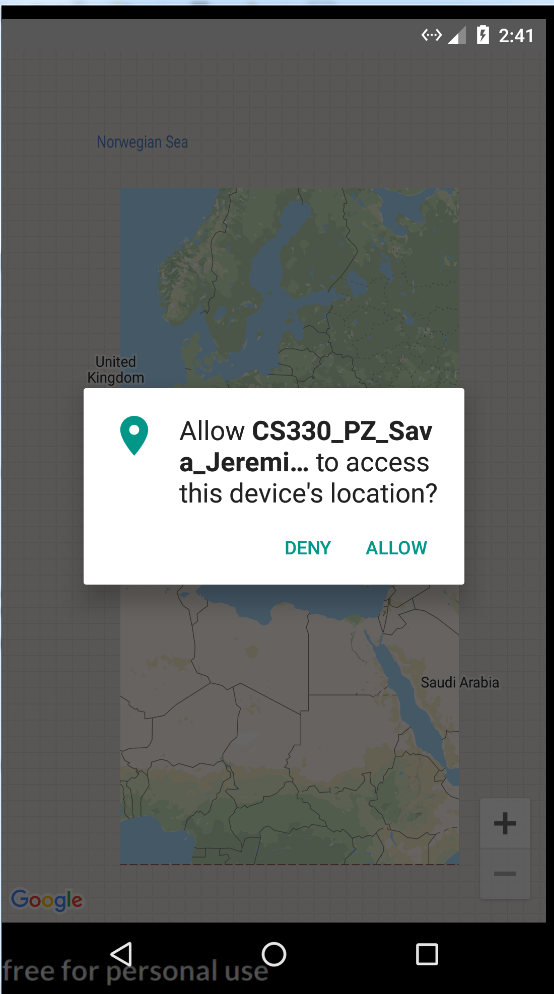 2:41
Norwegian Sea
United
Kingdom
Allow CS330_PZ_Sav
a_Jeremi... to access
this device's location?
DENY ALLOW
Saudi Arabia
Google
free for personal use